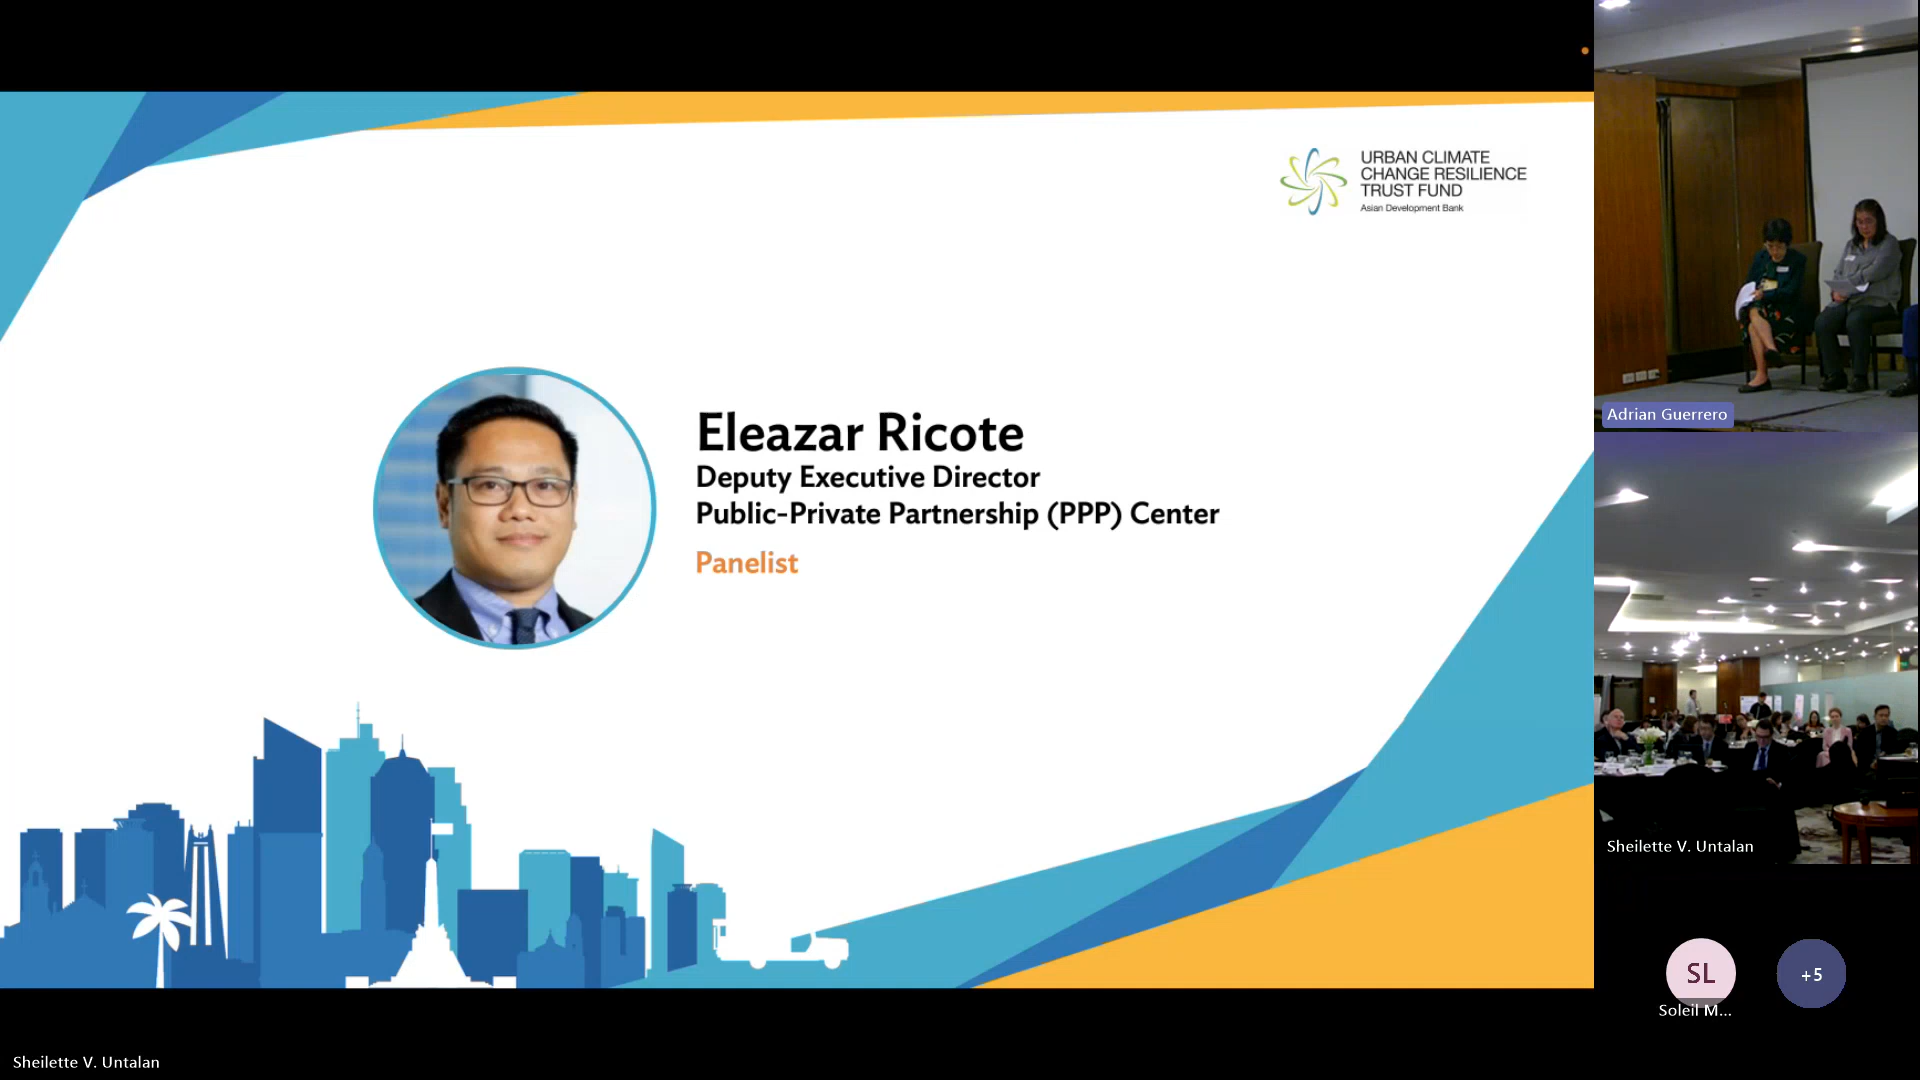 URBAN CLIMATE
CHANGE RESILIENCE
TRUST FUND
Asian Development Bank
Eleazar Ricote
Deputy Executive Director
Public-Private Partnership (PPP) Center
Panelist
Adrian Guerrero
Sheilette V. Untalan
SL
Soleil M...
+5
Sheilette V. Untalan